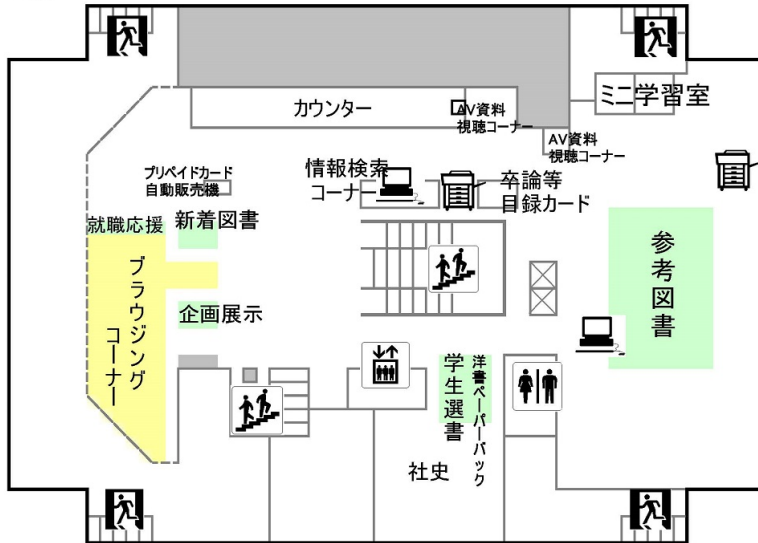 カウンター
AV資料
視聴コーナー
ミニ学習室
AV資料
視聴コーナー
プリペイドカード
自動販売機
情報検索
コーナー
卒論等
目録カード
就職応援
新着図書
参考図書
ブラウジング
コーナー
企画展示
学生選書
洋書ペーパーバック
社史